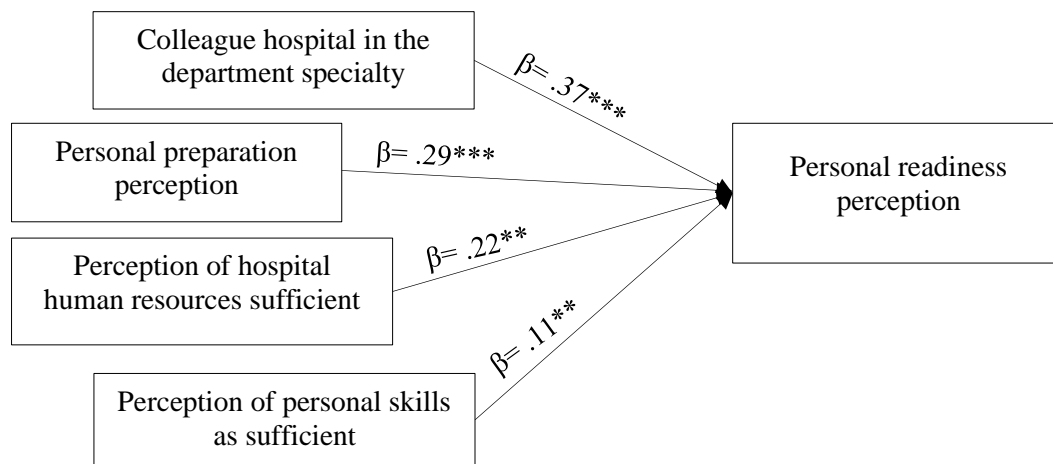 Colleague hospital in the
department specialty
β= .37***
Personal preparation
perception
β= .29***
Personal readiness
perception
Perception of hospital
human resources sufficient
β= .22**
Perception of personal skills
as sufficient
β= .11**